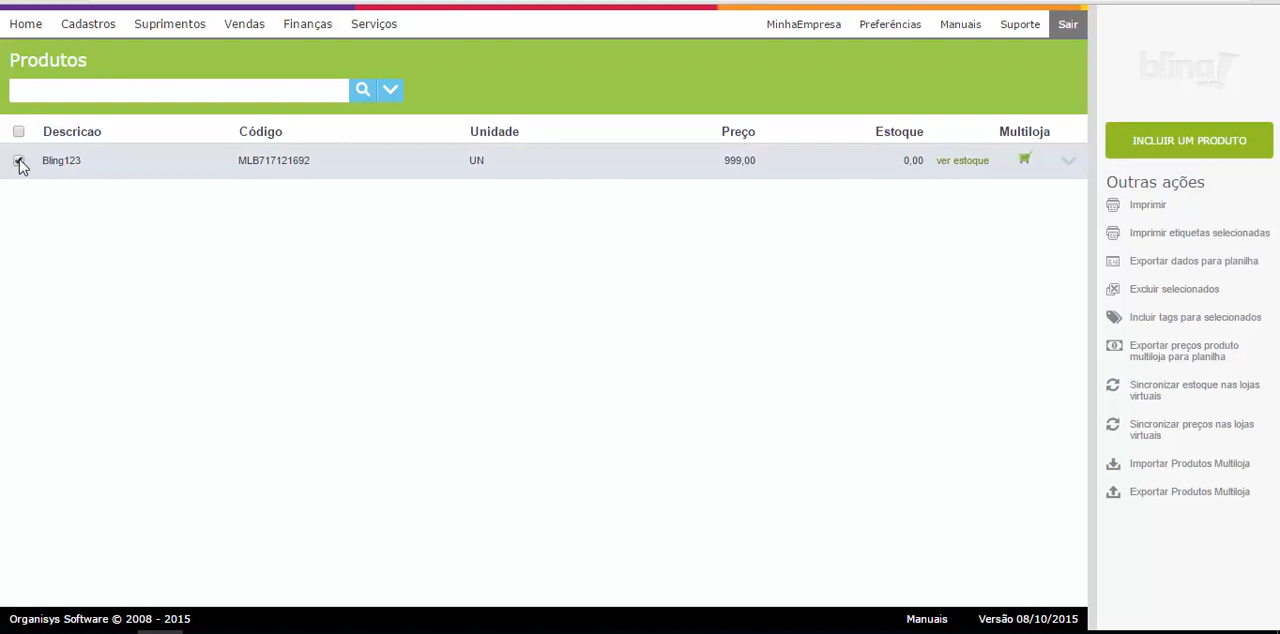 Home Cadastros Suprimentos Vendas Finanças Serviços MinhaEmpresa Preferências Manuais Suporte Sair
bling
Produtos
Descricao Código Unidade Preço Estoque Multiloja
Bling123 MLB717121692 UN 999,00 0,00 ver estoque
INCLUIR UM PRODUTO
Outras ações
Imprimir
Imprimir etiquetas selecionadas
Exportar dados para planilha
Excluir selecionados
Incluir tags para selecionados
Exportar preços produto
multiloja para planilha
Sincronizar estoque nas lojas
virtuais
Sincronizar preços nas lojas
virtuais
Importar Produtos Multiloja
Exportar Produtos Multiloja
Organisys Software © 2008 - 2015 Manuais Versão 08/10/2015